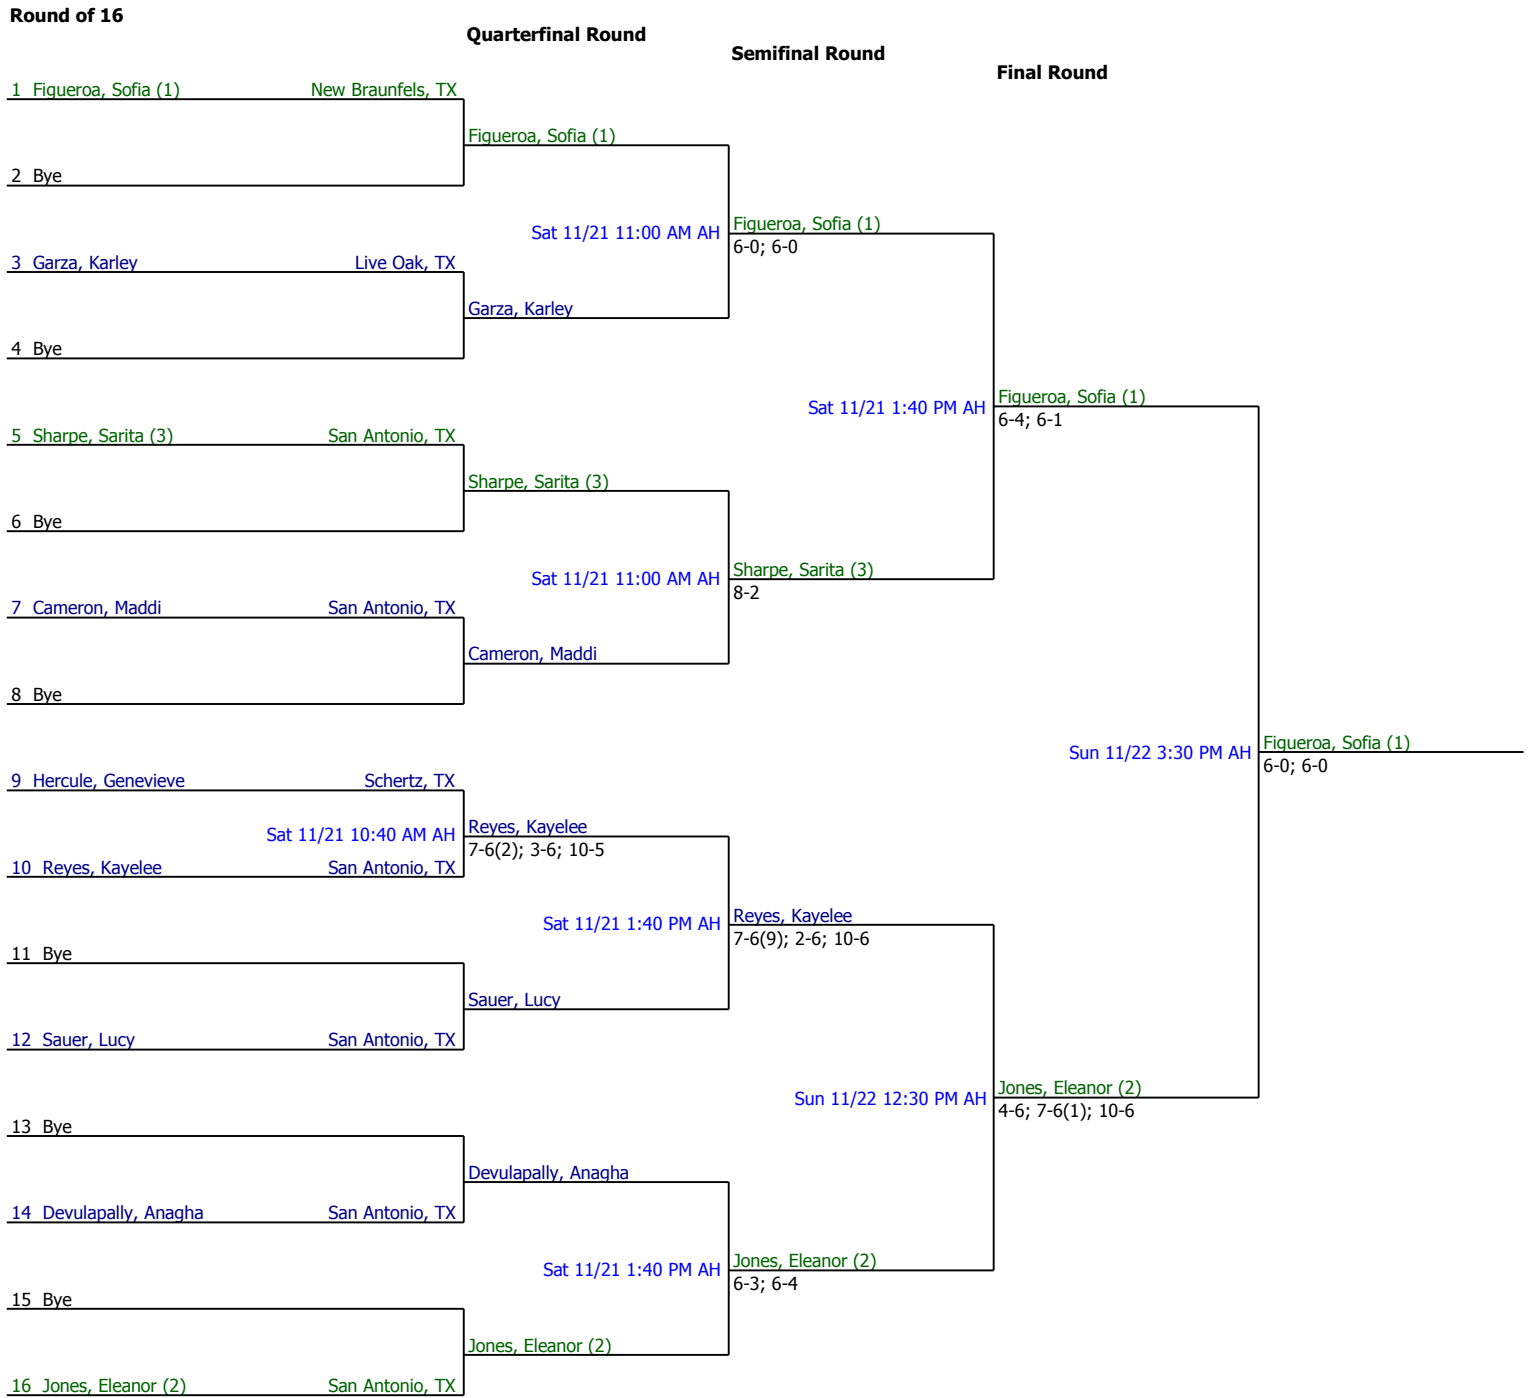 Round of 16
Quarterfinal Round
Semifinal Round
Final Round
1 Figueroa, Sofia (1) New Braunfels, TX
Figueroa, Sofia (1)
2 Bye
Sat 11/21 11:00 AM AH Figueroa, Sofia (1)
6-0; 6-0
3 Garza, Karley Live Oak, TX
Garza, Karley
4 Bye
Sat 11/21 1:40 PM AH Figueroa, Sofia (1)
6-4; 6-1
5 Sharpe, Sarita (3) San Antonio, TX
Sharpe, Sarita (3)
6 Bye
Sat 11/21 11:00 AM AH Sharpe, Sarita (3)
8-2
7 Cameron, Maddi San Antonio, TX
Cameron, Maddi
8 Bye
Sun 11/22 3:30 PM AH Figueroa, Sofia (1)
6-0; 6-0
9 Hercule, Genevieve Schertz, TX
Sat 11/21 10:40 AM AH Reyes, Kayelee
7-6(2); 3-6; 10-5
10 Reyes, Kayelee San Antonio, TX
Sat 11/21 1:40 PM AH Reyes, Kayelee
7-6(9); 2-6; 10-6
11 Bye
Sauer, Lucy
12 Sauer, Lucy San Antonio, TX
Sun 11/22 12:30 PM AH Jones, Eleanor (2)
4-6; 7-6(1); 10-6
13 Bye
Devulapally, Anagha
14 Devulapally, Anagha San Antonio, TX
Sat 11/21 1:40 PM AH Jones, Eleanor (2)
6-3; 6-4
15 Bye
Jones, Eleanor (2)
16 Jones, Eleanor (2) San Antonio, TX